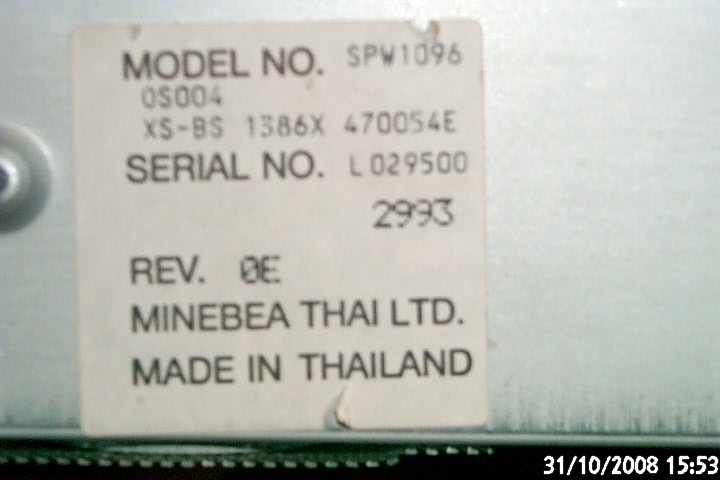 MODEL NO. SPW1096
0S004
XS-BS 1386X 470054E
SERIAL NO. L029500
2993
REV. 0E
MINEBEA THAI LTD.
MADE IN THAILAND
31/10/2008 15:53